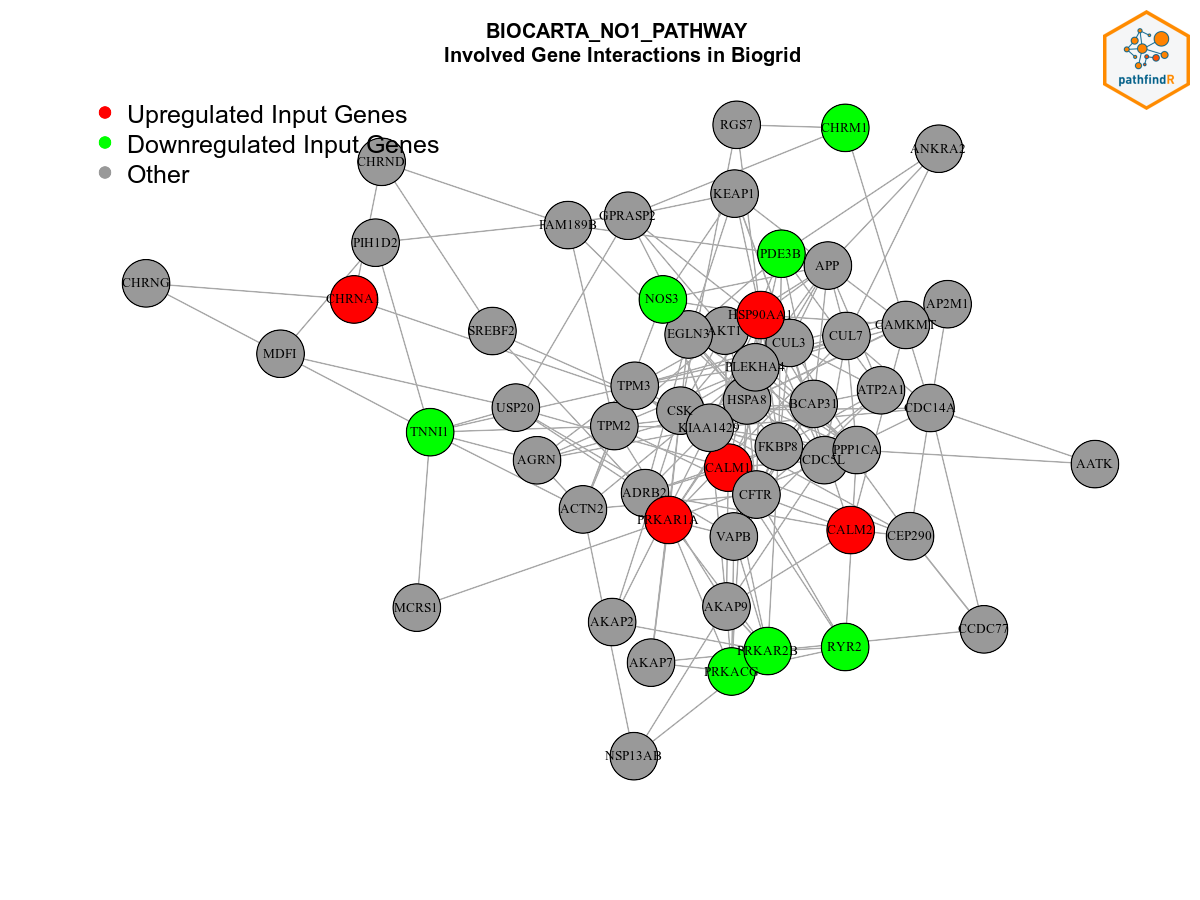 BIOCARTA_NO1_PATHWAY
Involved Gene Interactions in Biogrid
pathfindR
Upregulated Input Genes
Downregulated Input Genes
Other
RGS7
CHRM1
ANKRA2
CHRND
KEAP1
GPRASP2
FAM189B
PIH1D2
PDE3B
APP
CHRNG
CHRNA
NOS3
AP2M1
HSP90AA1
CAMKMT
SREBF2
AKT1
EGLN3
CUL3
CUL7
MDFI
PLEKHA4
TPM3
ATP2A1
HSPA8
BCAP31
USP20
CSK
CDC14A
TPM2
KIAA1429
TNNI1
FKBP8
PPP1CA
AGRN
CDC5L
AATK
CALM1
ADRB2
CFTR
ACTN2
PRKAR1A
CALM2
VAPB
CEP290
MCRS1
AKAP9
AKAP2
CCDC77
RYR2
PRKAR2B
AKAP7
PRKACG
NSP13AB